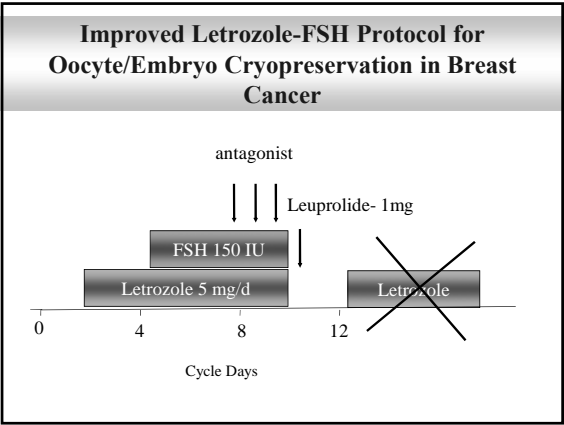 Improved Letrozole-FSH Protocol for
Oocyte/Embryo Cryopreservation in Breast
Cancer
antagonist
Leuprolide- 1mg
FSH 150 IU
Letrozole 5 mg/d
Letrozole
0 4 8 12
Cycle Days